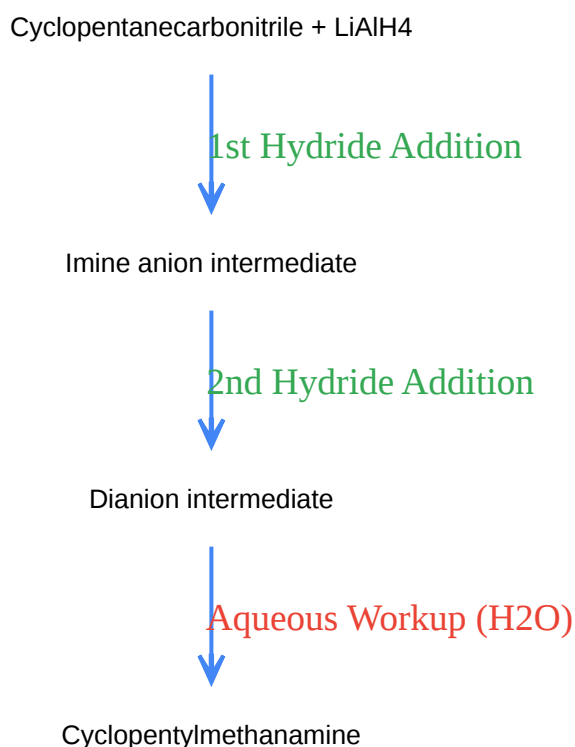 Cyclopentanecarbonitrile + LiAlH4
1st Hydride Addition
Imine anion intermediate
2nd Hydride Addition
Dianion intermediate
Aqueous Workup (H2O)
Cyclopentylmethanamine